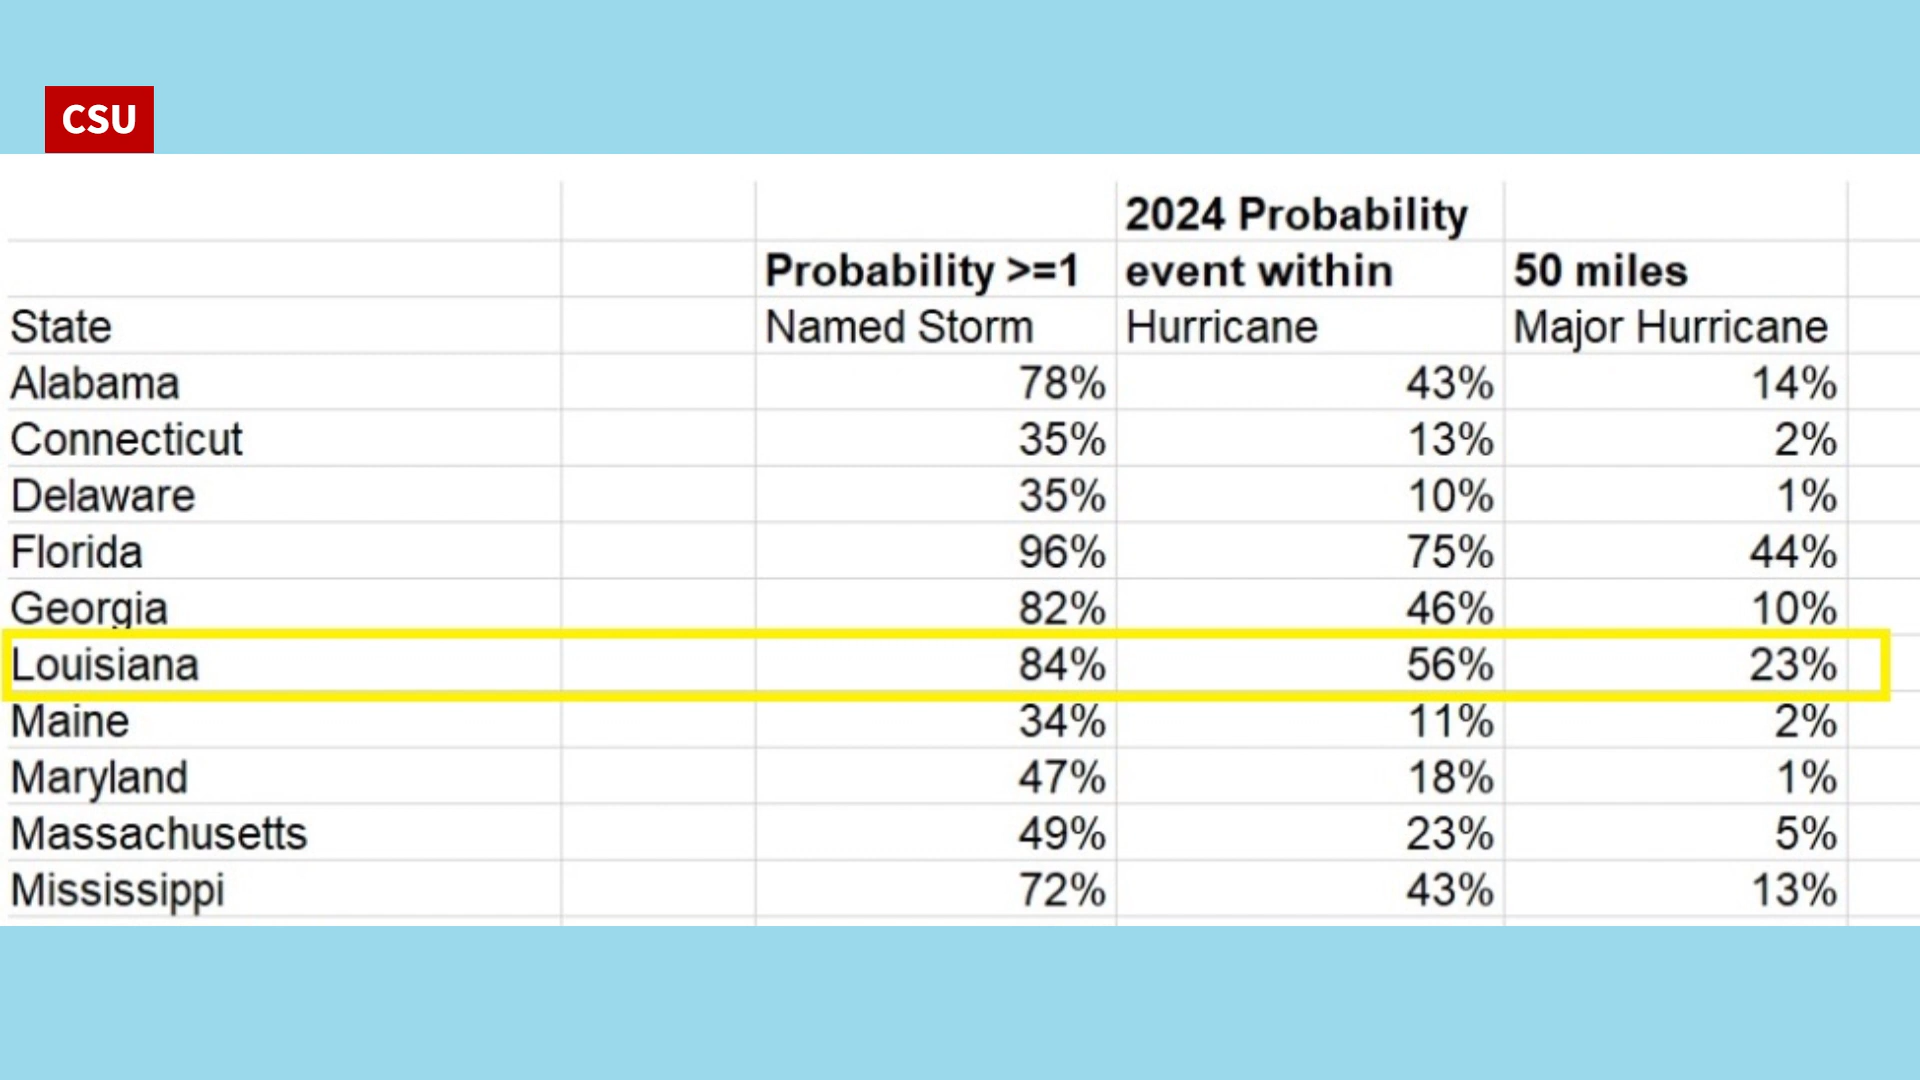 CSU
2024 Probability
Probability >=1 event within 50 miles
State Named Storm Hurricane Major Hurricane
Alabama 78% 43% 14%
Connecticut 35% 13% 2%
Delaware 35% 10% 1%
Florida 96% 75% 44%
Georgia 82% 46% 10%
Louisiana 84% 56% 23%
Maine 34% 11% 2%
Maryland 47% 18% 1%
Massachusetts 49% 23% 5%
Mississippi 72% 43% 13%